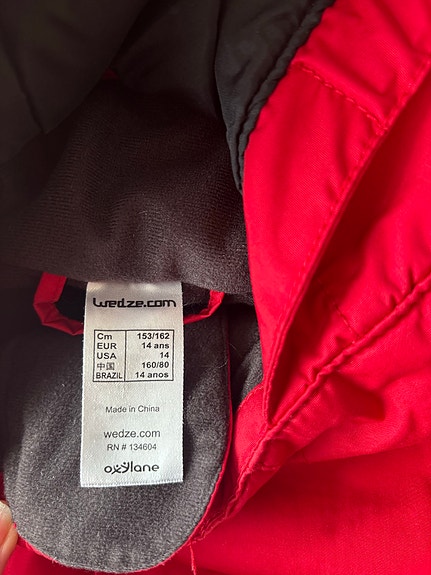 wedze.com
Cm 153/162
EUR 14 ans
USA 14
中国 160/80
BRAZIL 14 anos
Made in China
wedze.com
RN # 134604
oxylane